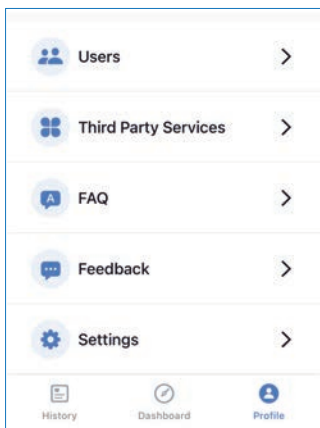 Users
Third Party Services
A
FAQ
Feedback
Settings
History
Dashboard
Profile